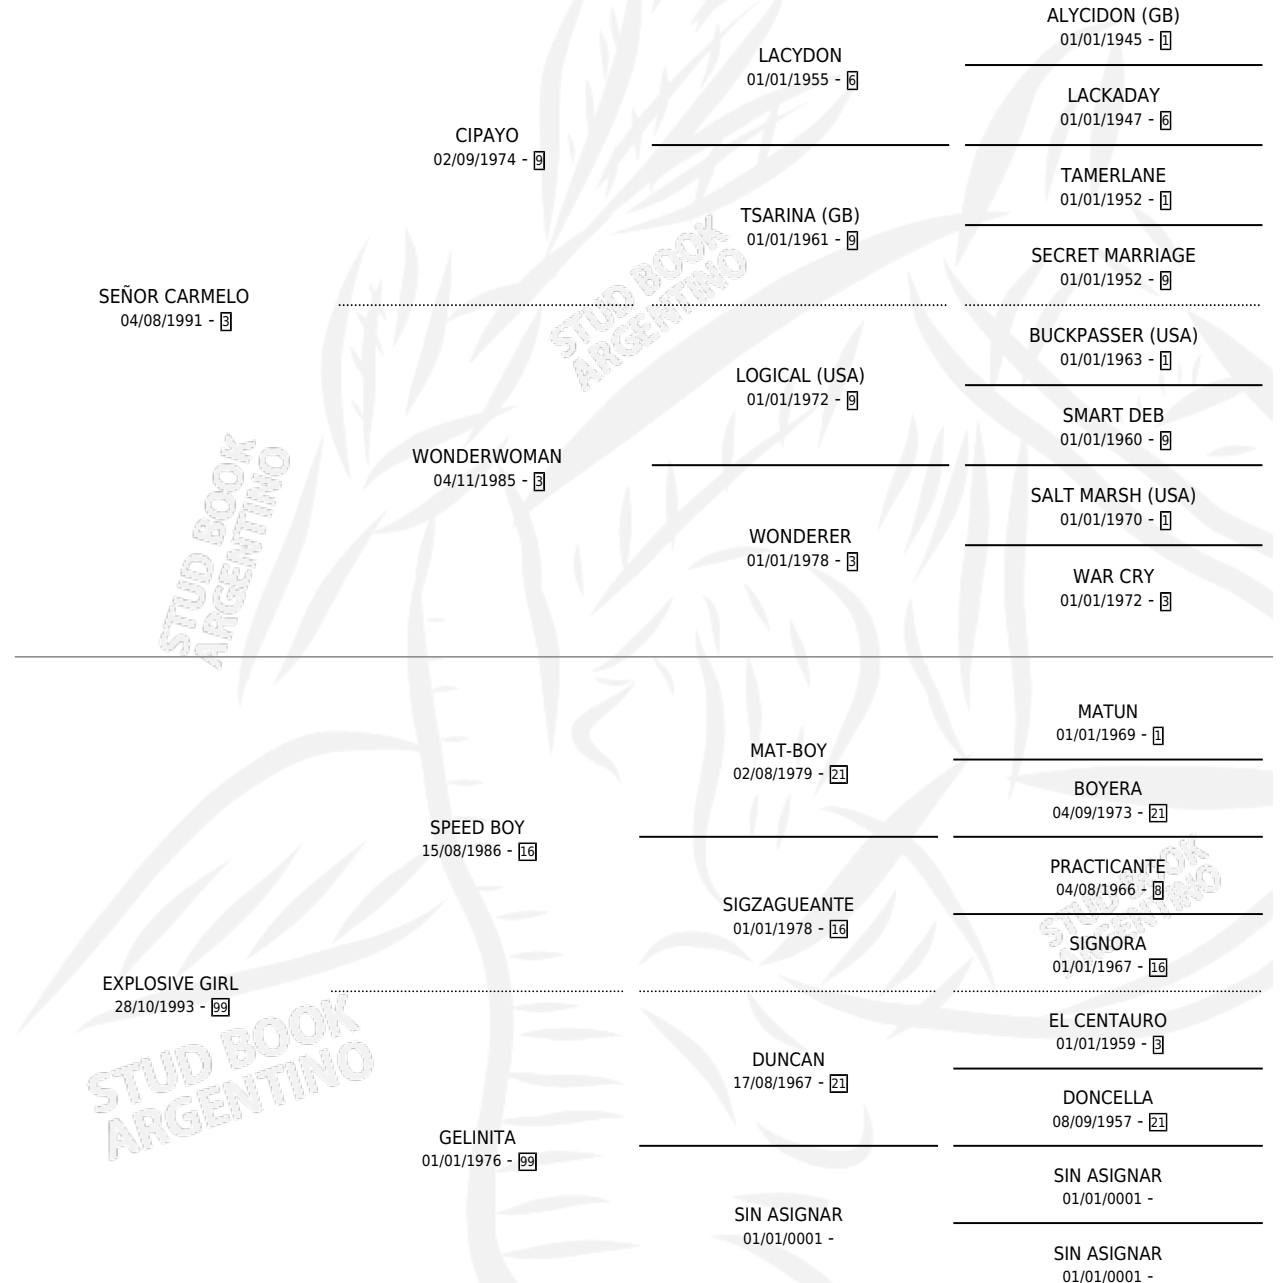 ALYCIDON (GB)
01/01/1945 - 1
LACYDON
01/01/1955 - 6
LACKADAY
01/01/1947 - 6
CIPAYO
02/09/1974 - 9
TAMERLANE
01/01/1952 - 1
TSARINA (GB)
01/01/1961 - 9
SECRET MARRIAGE
01/01/1952 - 9
SEÑOR CARMELO
04/08/1991 - 3
STUD BOOK
ARGENTINO
BUCKPASSER (USA)
01/01/1963 - 1
LOGICAL (USA)
01/01/1972 - 9
SMART DEB
01/01/1960 - 9
WONDERWOMAN
04/11/1985 - 3
SALT MARSH (USA)
01/01/1970 - 1
WONDERER
01/01/1978 - 3
WAR CRY
01/01/1972 - 3
STUD BOOK
ARGENTINO
MATUN
01/01/1969 - 1
MAT-BOY
02/08/1979 - 21
BOYERA
04/09/1973 - 21
SPEED BOY
15/08/1986 - 16
PRACTICANTE
04/08/1966 - 8
SIGZAGUEANTE
01/01/1978 - 16
STUD BOOK
ARGENTINO
SIGNORA
01/01/1967 - 16
EXPLOSIVE GIRL
28/10/1993 - 99
EL CENTAURO
01/01/1959 - 3
STUD BOOK
ARGENTINO
DUNCAN
17/08/1967 - 21
DONCELLA
08/09/1957 - 21
GELINITA
01/01/1976 - 99
SIN ASIGNAR
01/01/0001 -
SIN ASIGNAR
01/01/0001 -
SIN ASIGNAR
01/01/0001 -